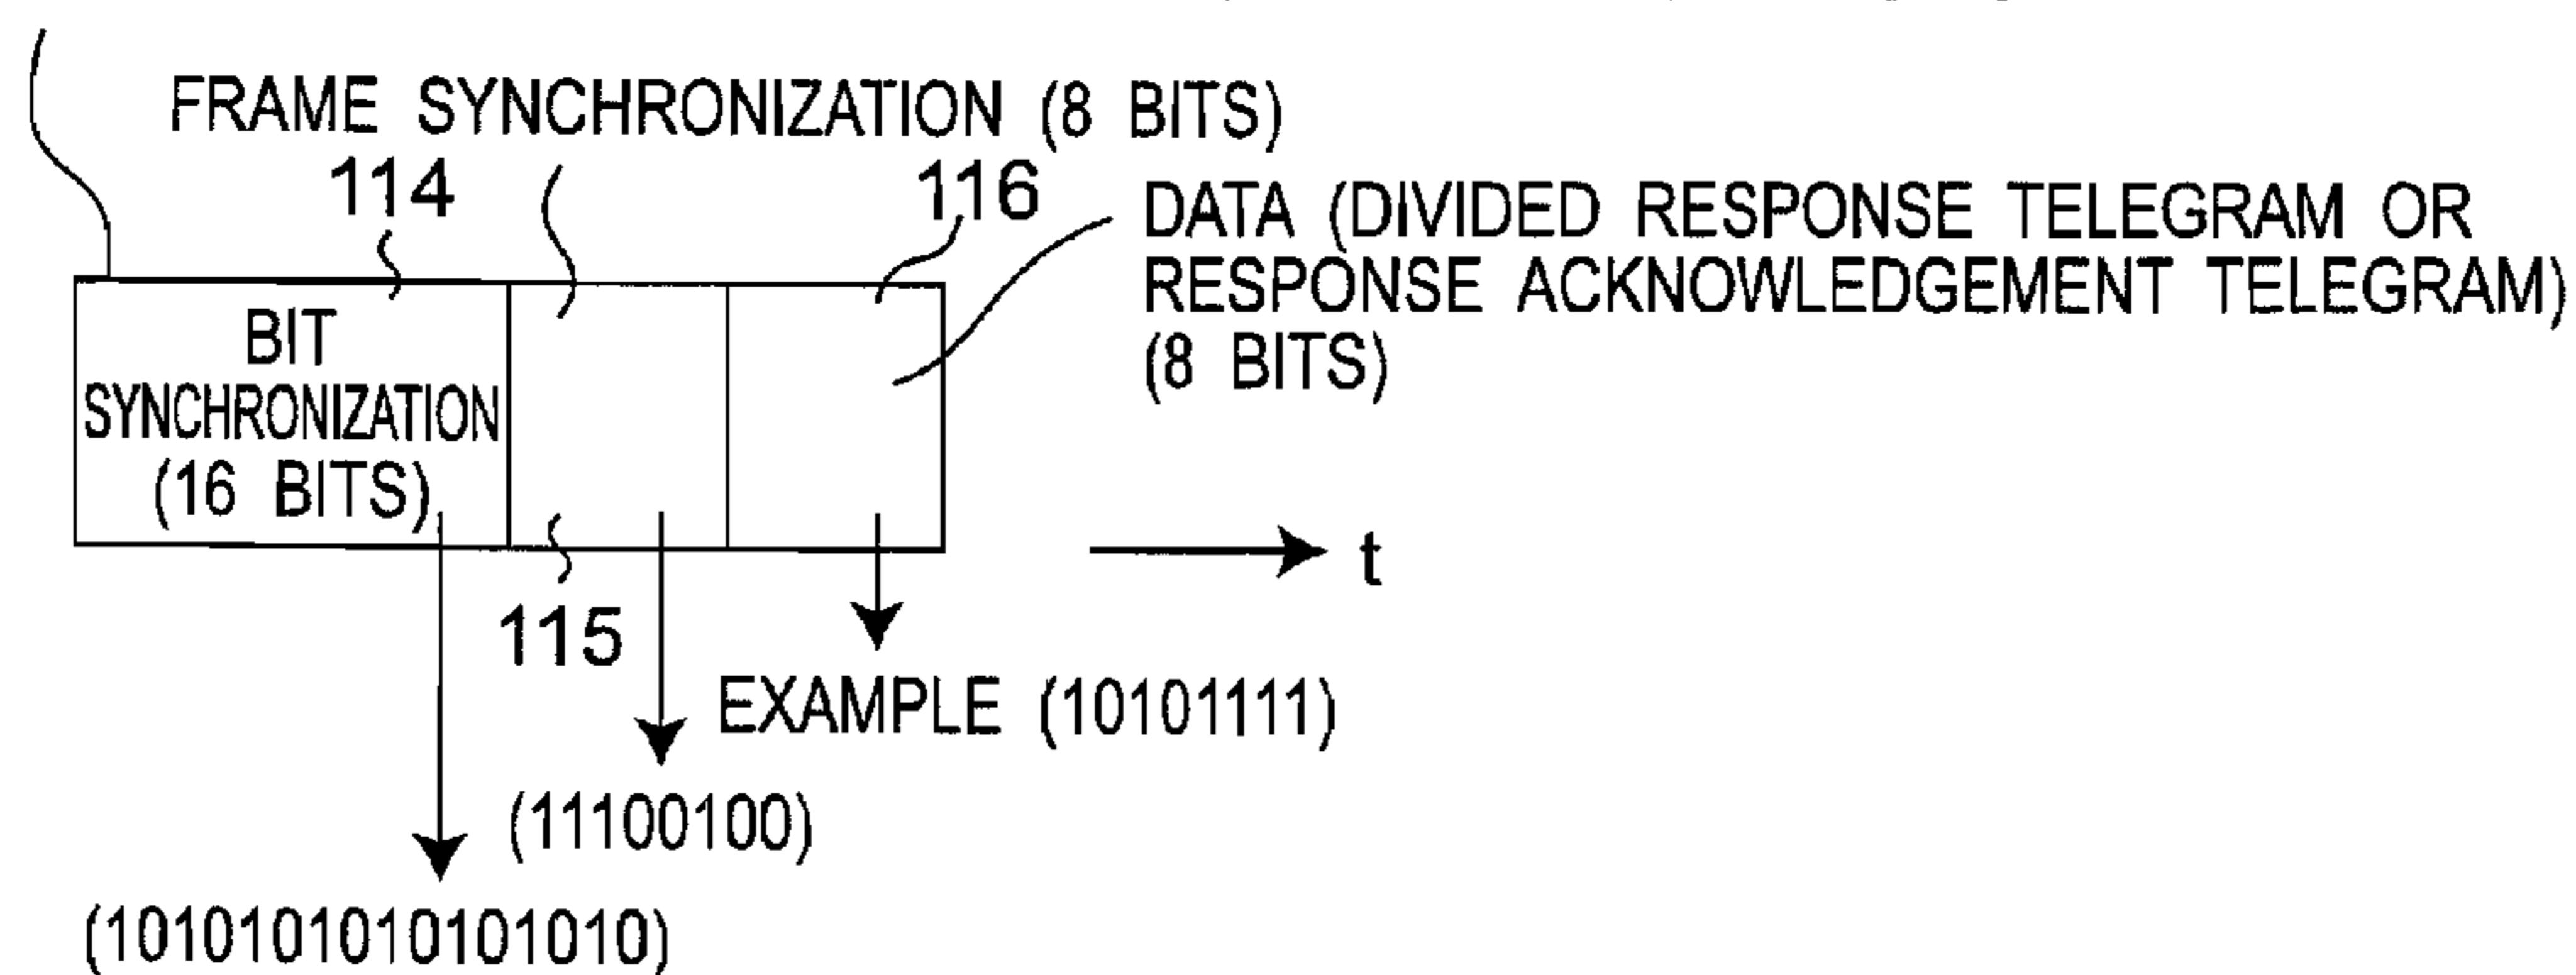 FRAME SYNCHRONIZATION (8 BITS)
114
116
DATA (DIVIDED RESPONSE TELEGRAM OR
RESPONSE ACKNOWLEDGEMENT TELEGRAM)
(8 BITS)
BIT
SYNCHRONIZATION
(16 BITS)
t
115
EXAMPLE (10101111)
(11100100)
(1010101010101010)